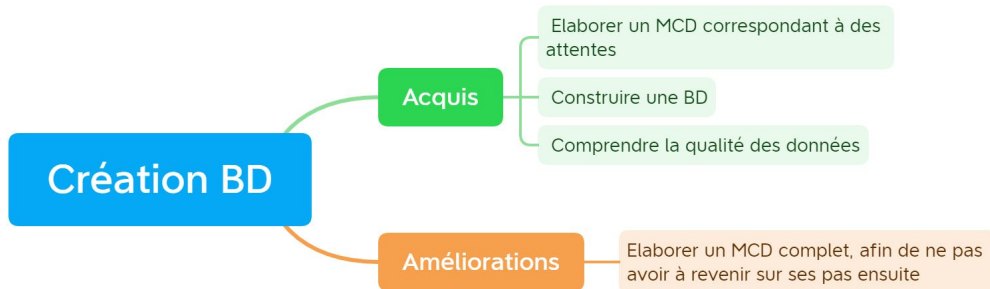 Création BD
Acquis
Elaborer un MCD correspondant à des
attentes
Construire une BD
Comprendre la qualité des données
Améliorations
Elaborer un MCD complet, afin de ne pas
avoir à revenir sur ses pas ensuite